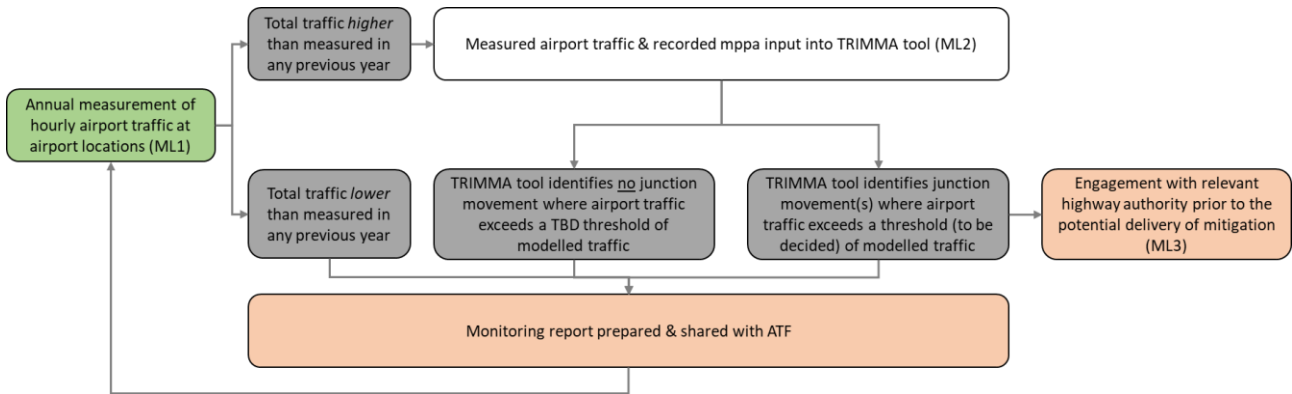 Total traffic higher
than measured in
any previous year
Measured airport traffic & recorded mppa input into TRIMMA tool (ML2)
Annual measurement of
hourly airport traffic at
airport locations (ML1)
Total traffic lower
than measured in
any previous year
TRIMMA tool identifies no junction
movement where airport traffic
exceeds a TBD threshold of
modelled traffic
TRIMMA tool identifies junction
movement(s) where airport
traffic exceeds a threshold (to be
decided) of modelled traffic
Engagement with relevant
highway authority prior to the
potential delivery of mitigation
(ML3)
Monitoring report prepared & shared with ATF